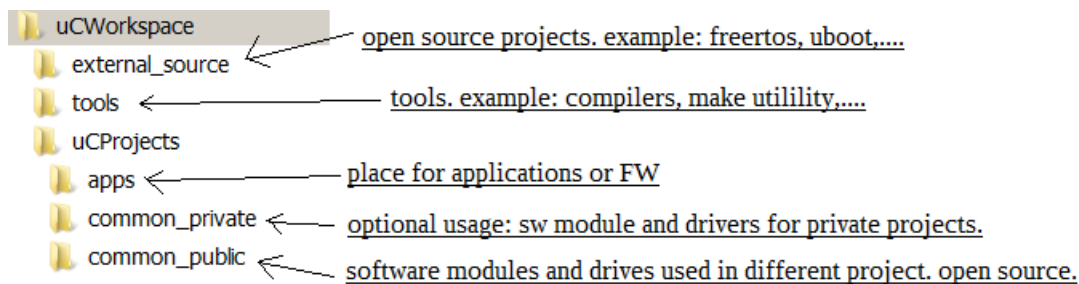 uCWorkspace
open source projects. example: freertos, uboot,....
external_source
tools
tools. example: compilers, make utilility,....
uCProjects
apps
place for applications or FW
common_private
optional usage: sw module and drivers for private projects.
common_public
software modules and drives used in different project. open source.